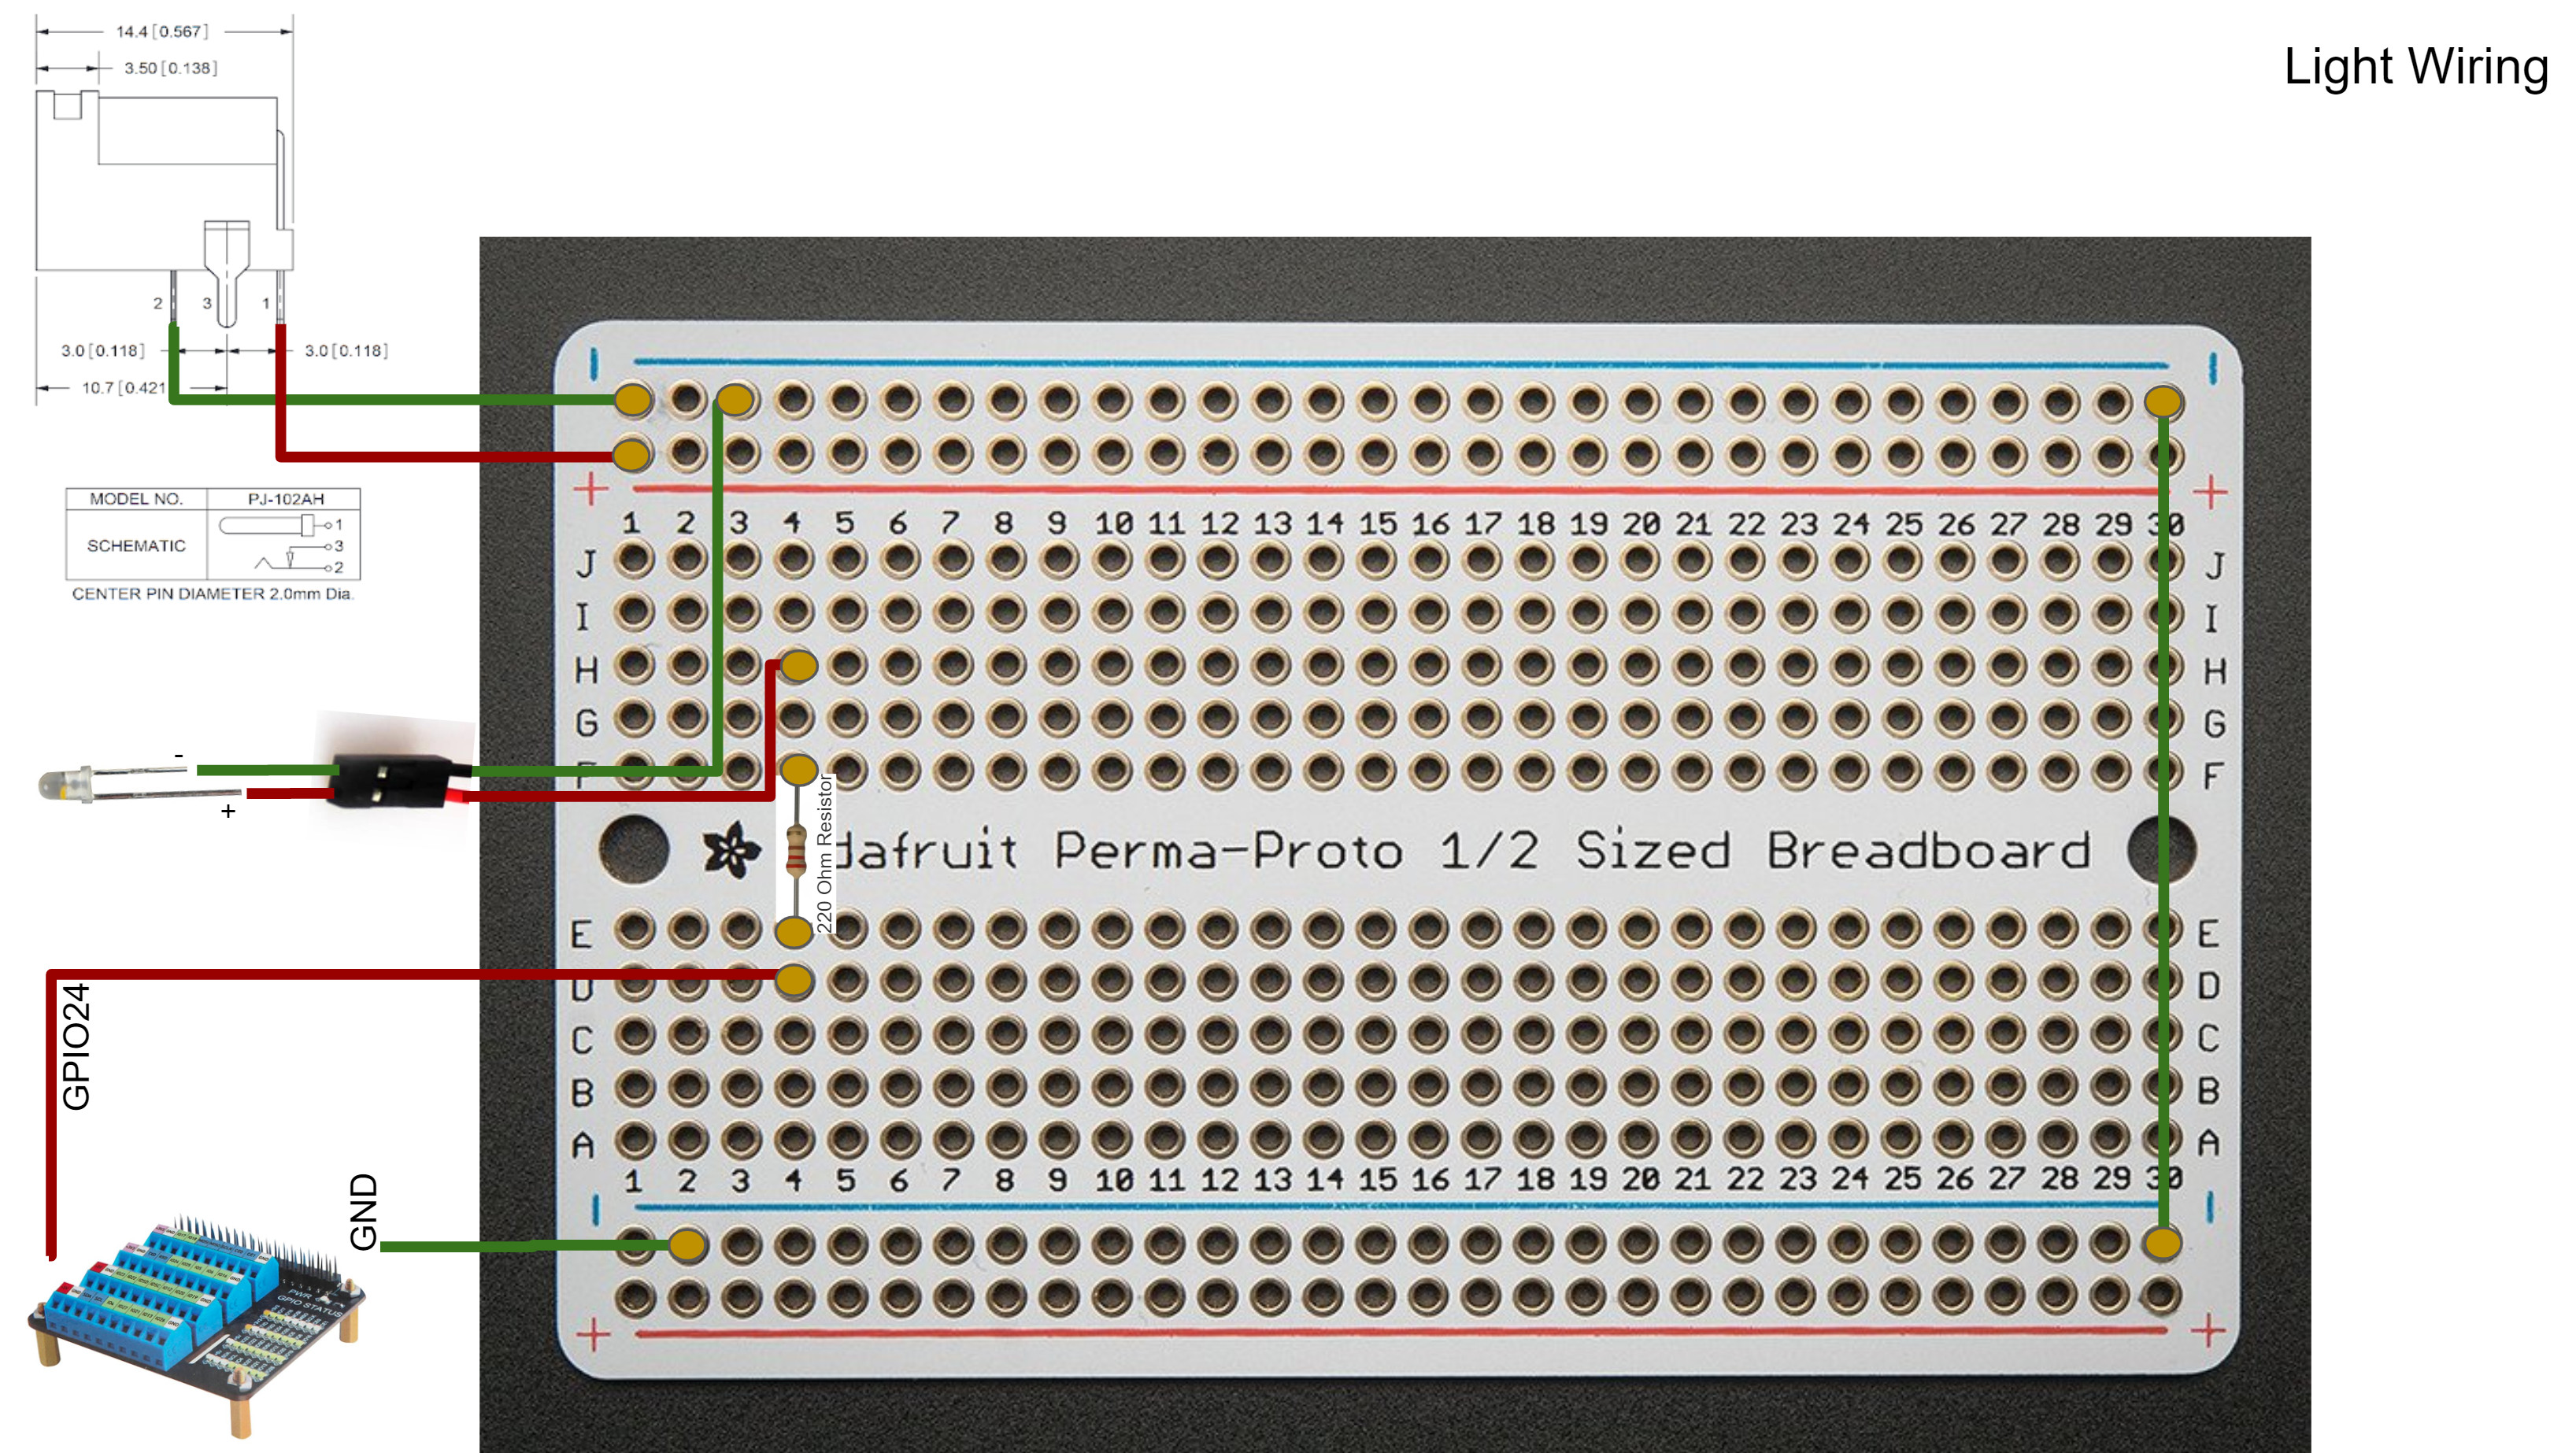 Light Wiring
14.4[0.567]
3.50[0.138]
2 3 1
3.0[0.118] 3.0[0.118]
10.7[0.421
MODEL NO. PJ-102AH
SCHEMATIC 1
3
2
CENTER PIN DIAMETER 2.0mm Dia.
-
+
GPIO24
GND
PWR
GPIO STATUS
+ +
1 2 3 4 5 6 7 8 9 10 11 12 13 14 15 16 17 18 19 20 21 22 23 24 25 26 27 28 29 30
J J
I I
H H
G G
F F
220 Ohm Resistor
dafruit Perma-Proto 1/2 Sized Breadboard
E E
D D
C C
B B
A A
1 2 3 4 5 6 7 8 9 10 11 12 13 14 15 16 17 18 19 20 21 22 23 24 25 26 27 28 29 30
+ +